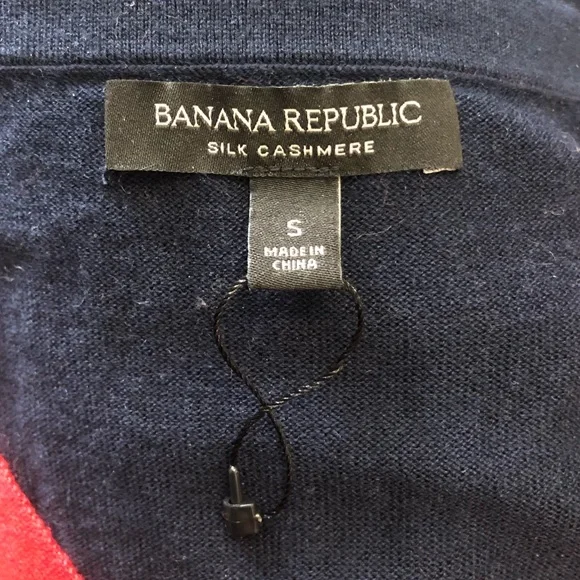 BANANA REPUBLIC
SILK CASHMERE
S
MADE IN
CHINA